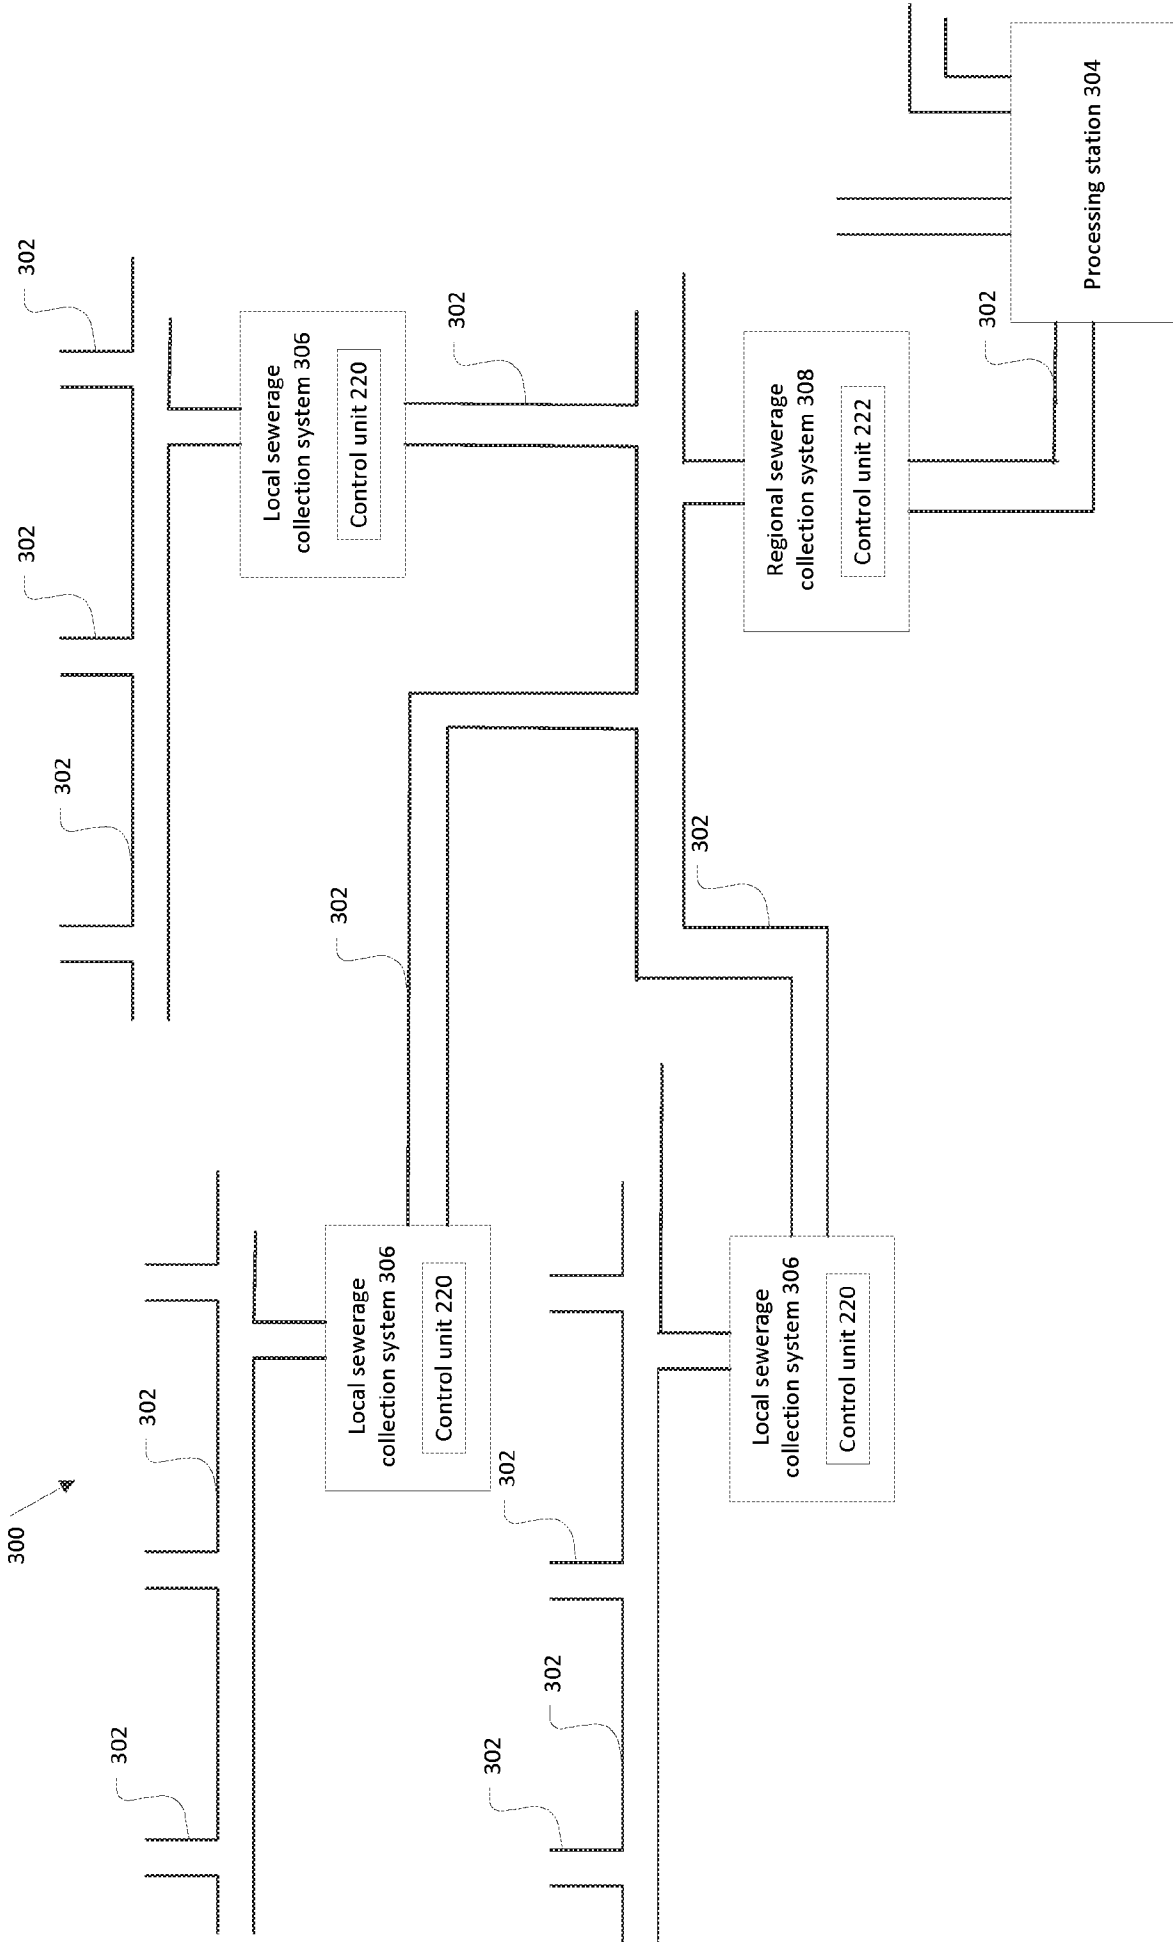 300
302
302
302
302
302
Local sewerage
collection system 306
Control unit 220
302
Local sewerage
collection system 306
Control unit 220
302
302
302
302
302
Local sewerage
collection system 306
Control unit 220
Regional sewerage
collection system 308
Control unit 222
302
Processing station 304